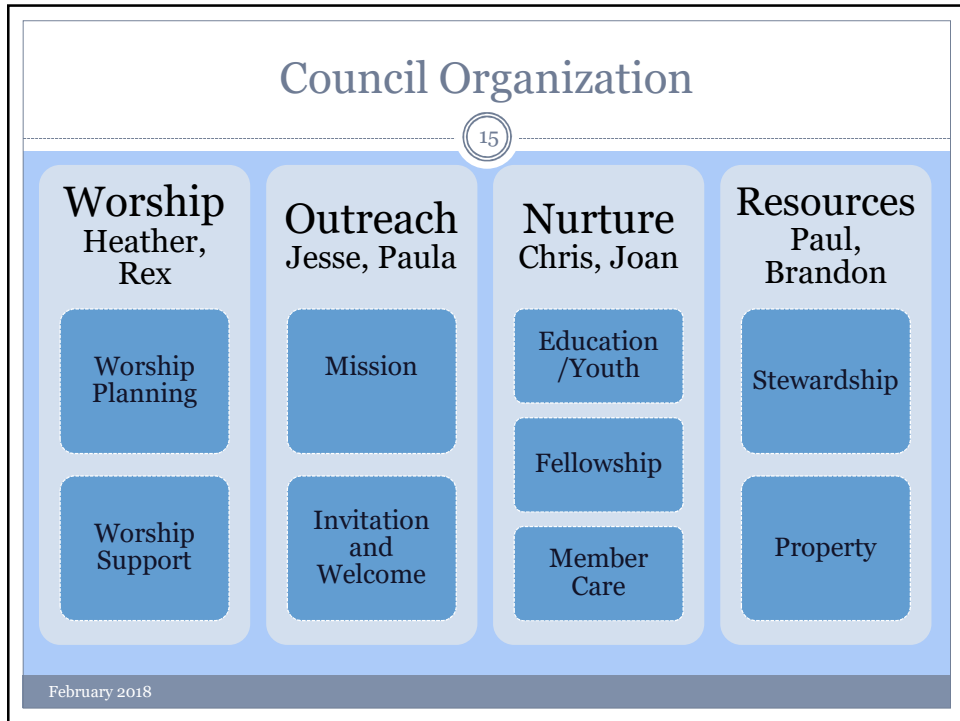 Council Organization
15
Worship
Heather,
Rex
Worship
Planning
Worship
Support
Outreach
Jesse, Paula
Mission
Invitation
and
Welcome
Nurture
Chris, Joan
Education
/Youth
Fellowship
Member
Care
Resources
Paul,
Brandon
Stewardship
Property
February 2018